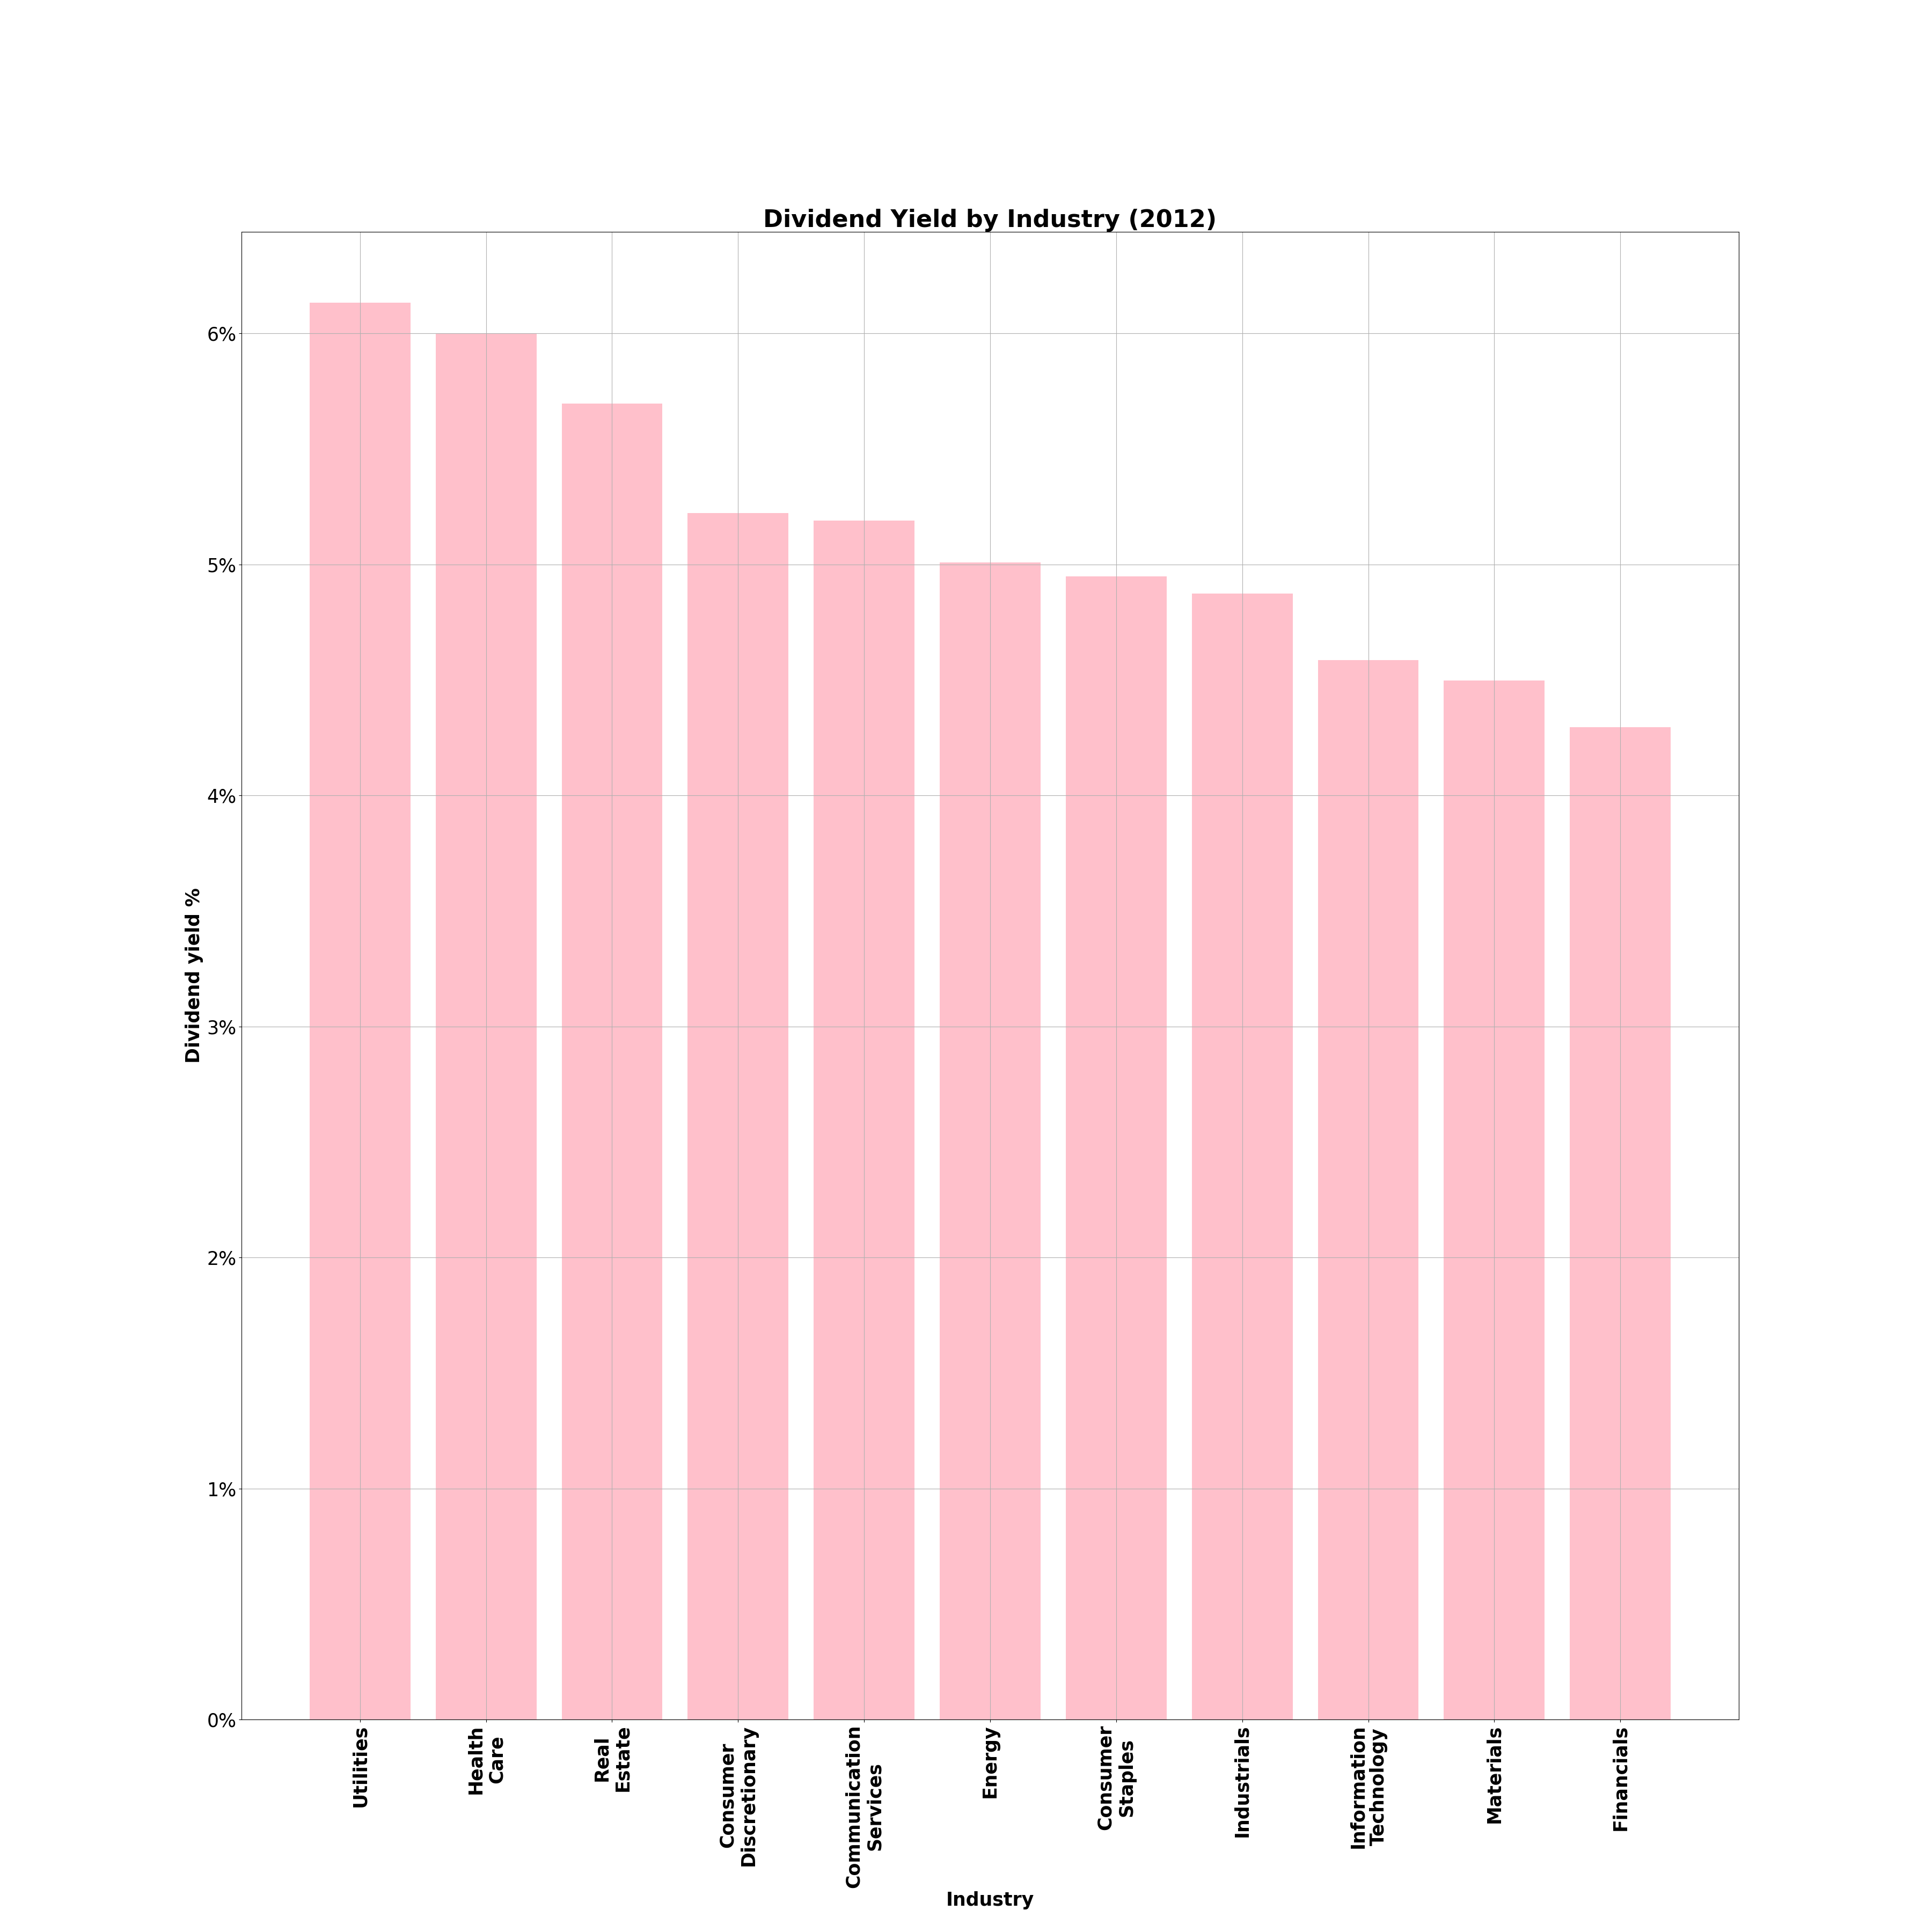 Dividend Yield by Industry (2012)
6%
5%
4%
3%
2%
1%
0%
Dividend yield %
Utilities
Health
Care
Real
Estate
Consumer
Discretionary
Communication
Services
Energy
Consumer
Staples
Industrials
Information
Technology
Materials
Financials
Industry